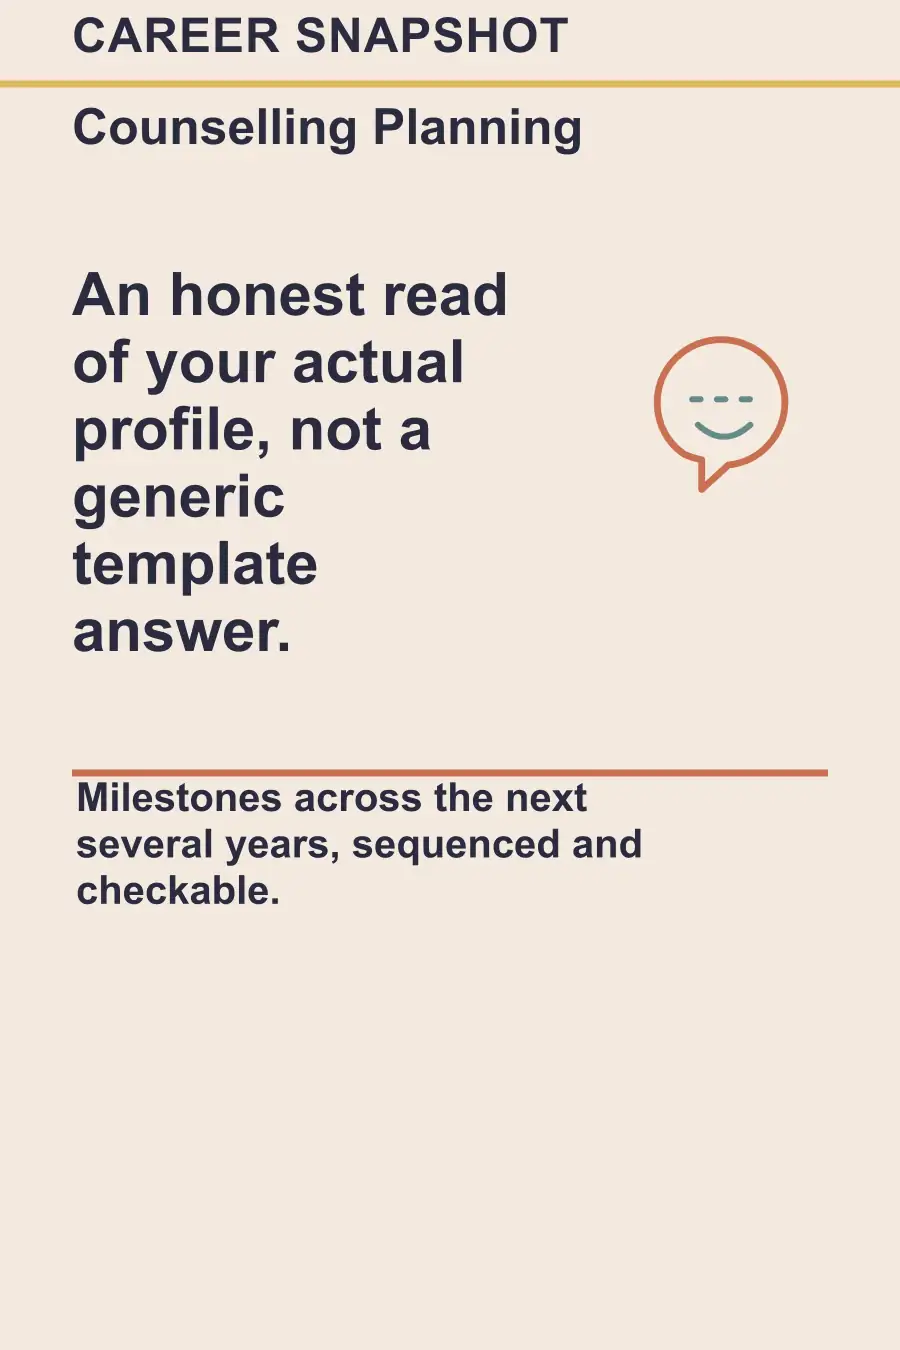 CAREER SNAPSHOT
Counselling Planning
An honest read
of your actual
profile, not a
generic
template
answer.
Milestones across the next
several years, sequenced and
checkable.